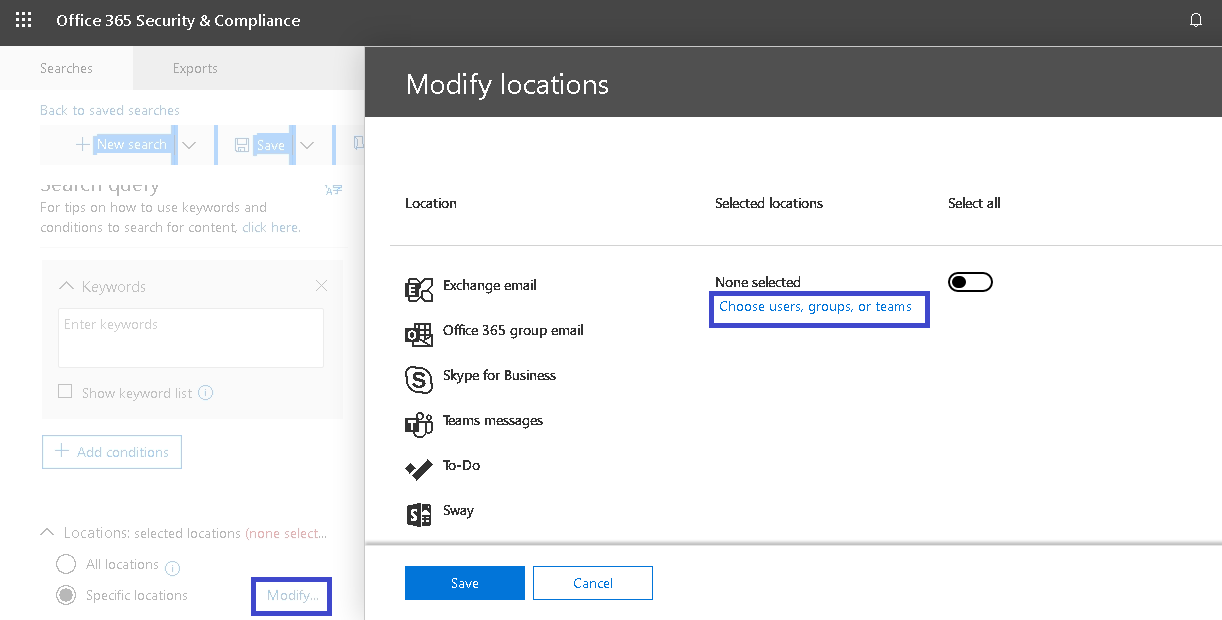 Office 365 Security & Compliance
Searches
Exports
Back to saved searches
New search
Save
Search query
For tips on how to use keywords and
conditions to search for content, click here.
Keywords
Enter keywords
Show keyword list
Add conditions
Locations: selected locations (none select...
All locations
Specific locations
Modify...
Modify locations
Location
Selected locations
Select all
Exchange email
None selected
Choose users, groups, or teams
Office 365 group email
Skype for Business
Teams messages
To-Do
Sway
Save
Cancel